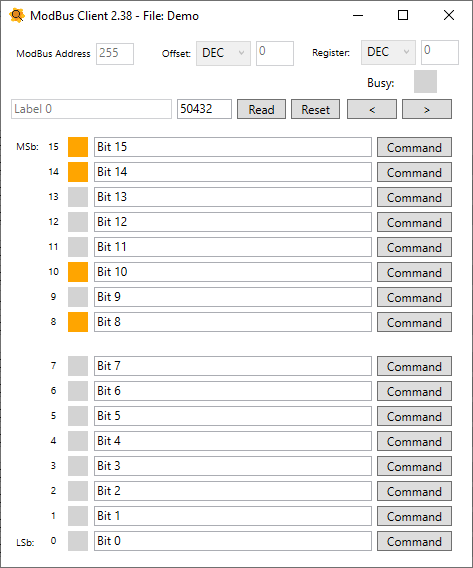 ModBus Client 2.38 - File: Demo
ModBus Address 255 Offset: DEC 0 Register: DEC 0
Busy:
Label 0 50432 Read Reset < >
MSb: 15 Bit 15 Command
14 Bit 14 Command
13 Bit 13 Command
12 Bit 12 Command
11 Bit 11 Command
10 Bit 10 Command
9 Bit 9 Command
8 Bit 8 Command
7 Bit 7 Command
6 Bit 6 Command
5 Bit 5 Command
4 Bit 4 Command
3 Bit 3 Command
2 Bit 2 Command
1 Bit 1 Command
LSb: 0 Bit 0 Command